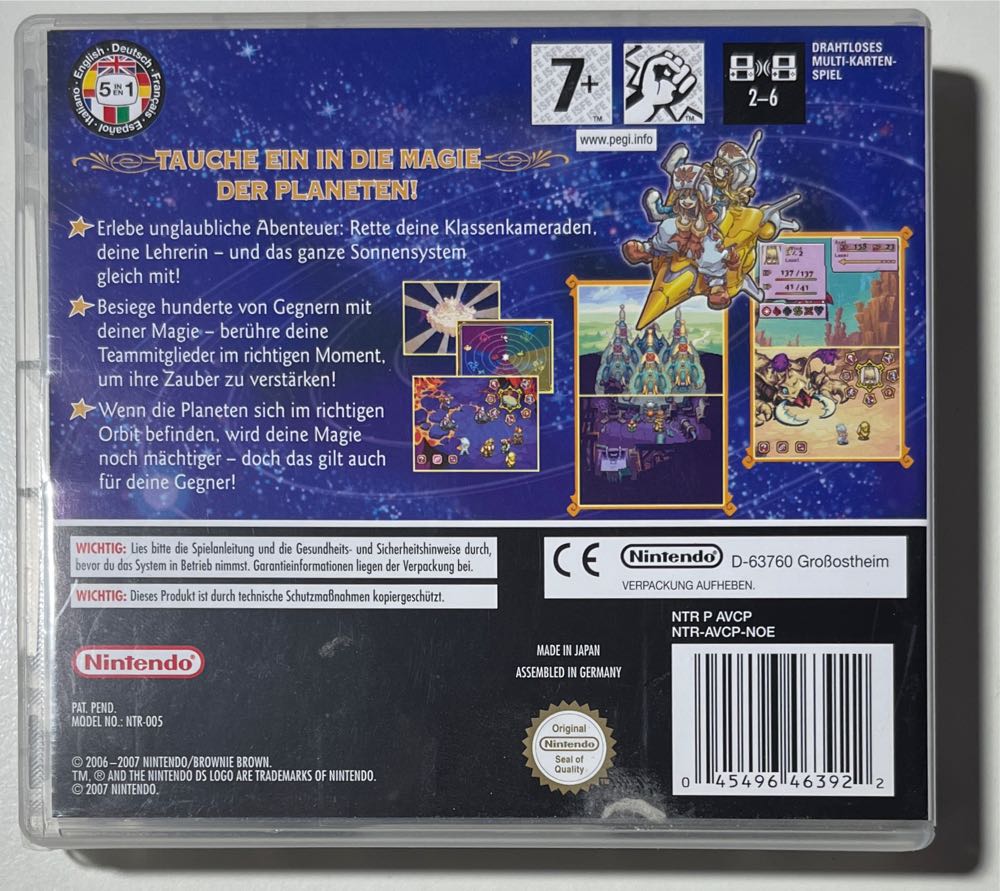 English · Deutsch · Français · Español · Italiano
5 IN EN 1
7+
TM
TM
www.pegi.info
2–6
DRAHTLOSES
MULTI-KARTEN-
SPIEL
TAUCHE EIN IN DIE MAGIE
DER PLANETEN!
Erlebe unglaubliche Abenteuer: Rette deine Klassenkameraden,
deine Lehrerin – und das ganze Sonnensystem
gleich mit!
Besiege hunderte von Gegnern mit
deiner Magie – berühre deine
Teammitglieder im richtigen Moment,
um ihre Zauber zu verstärken!
Wenn die Planeten sich im richtigen
Orbit befinden, wird deine Magie
noch mächtiger – doch das gilt auch
für deine Gegner!
137/137
41/41
WICHTIG: Lies bitte die Spielanleitung und die Gesundheits- und Sicherheitshinweise durch,
bevor du das System in Betrieb nimmst. Garantieinformationen liegen der Verpackung bei.
WICHTIG: Dieses Produkt ist durch technische Schutzmaßnahmen kopiergeschützt.
CE Nintendo® D-63760 Großostheim
VERPACKUNG AUFHEBEN.
NTR P AVCP
NTR-AVCP-NOE
Nintendo®
MADE IN JAPAN
ASSEMBLED IN GERMANY
PAT. PEND.
MODEL NO.: NTR-005
Original
Nintendo
Seal of
Quality
© 2006–2007 NINTENDO/BROWNIE BROWN.
TM, ® AND THE NINTENDO DS LOGO ARE TRADEMARKS OF NINTENDO.
© 2007 NINTENDO.
0 45496 46392 2